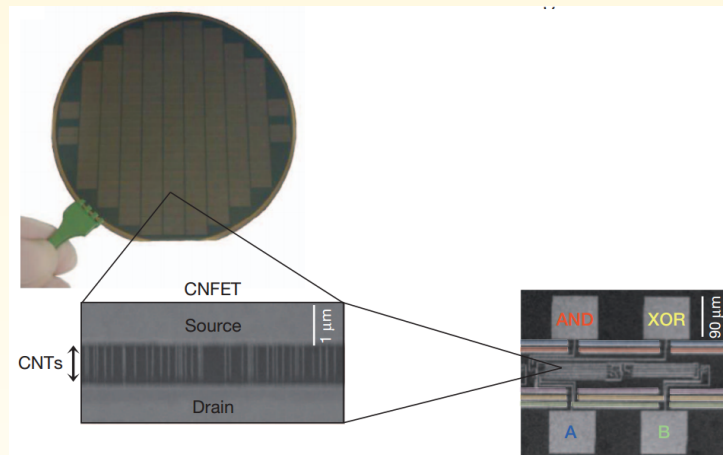 CNFET
Source
1 μm
CNTs
Drain
AND
XOR
90 μm
A
B